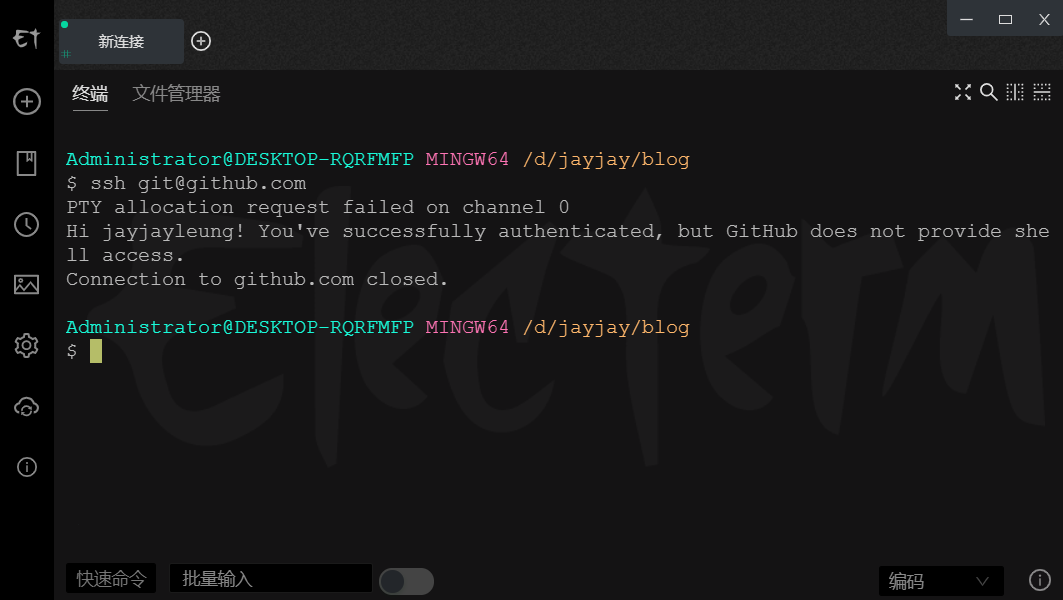 新连接
终端 文件管理器
Administrator@DESKTOP-RQRFMFP MINGW64 /d/jayjay/blog
$ ssh git@github.com
PTY allocation request failed on channel 0
Hi jayjayleung! You've successfully authenticated, but GitHub does not provide she
ll access.
Connection to github.com closed.
Administrator@DESKTOP-RQRFMFP MINGW64 /d/jayjay/blog
$
Electerm
快速命令 批量输入 编码